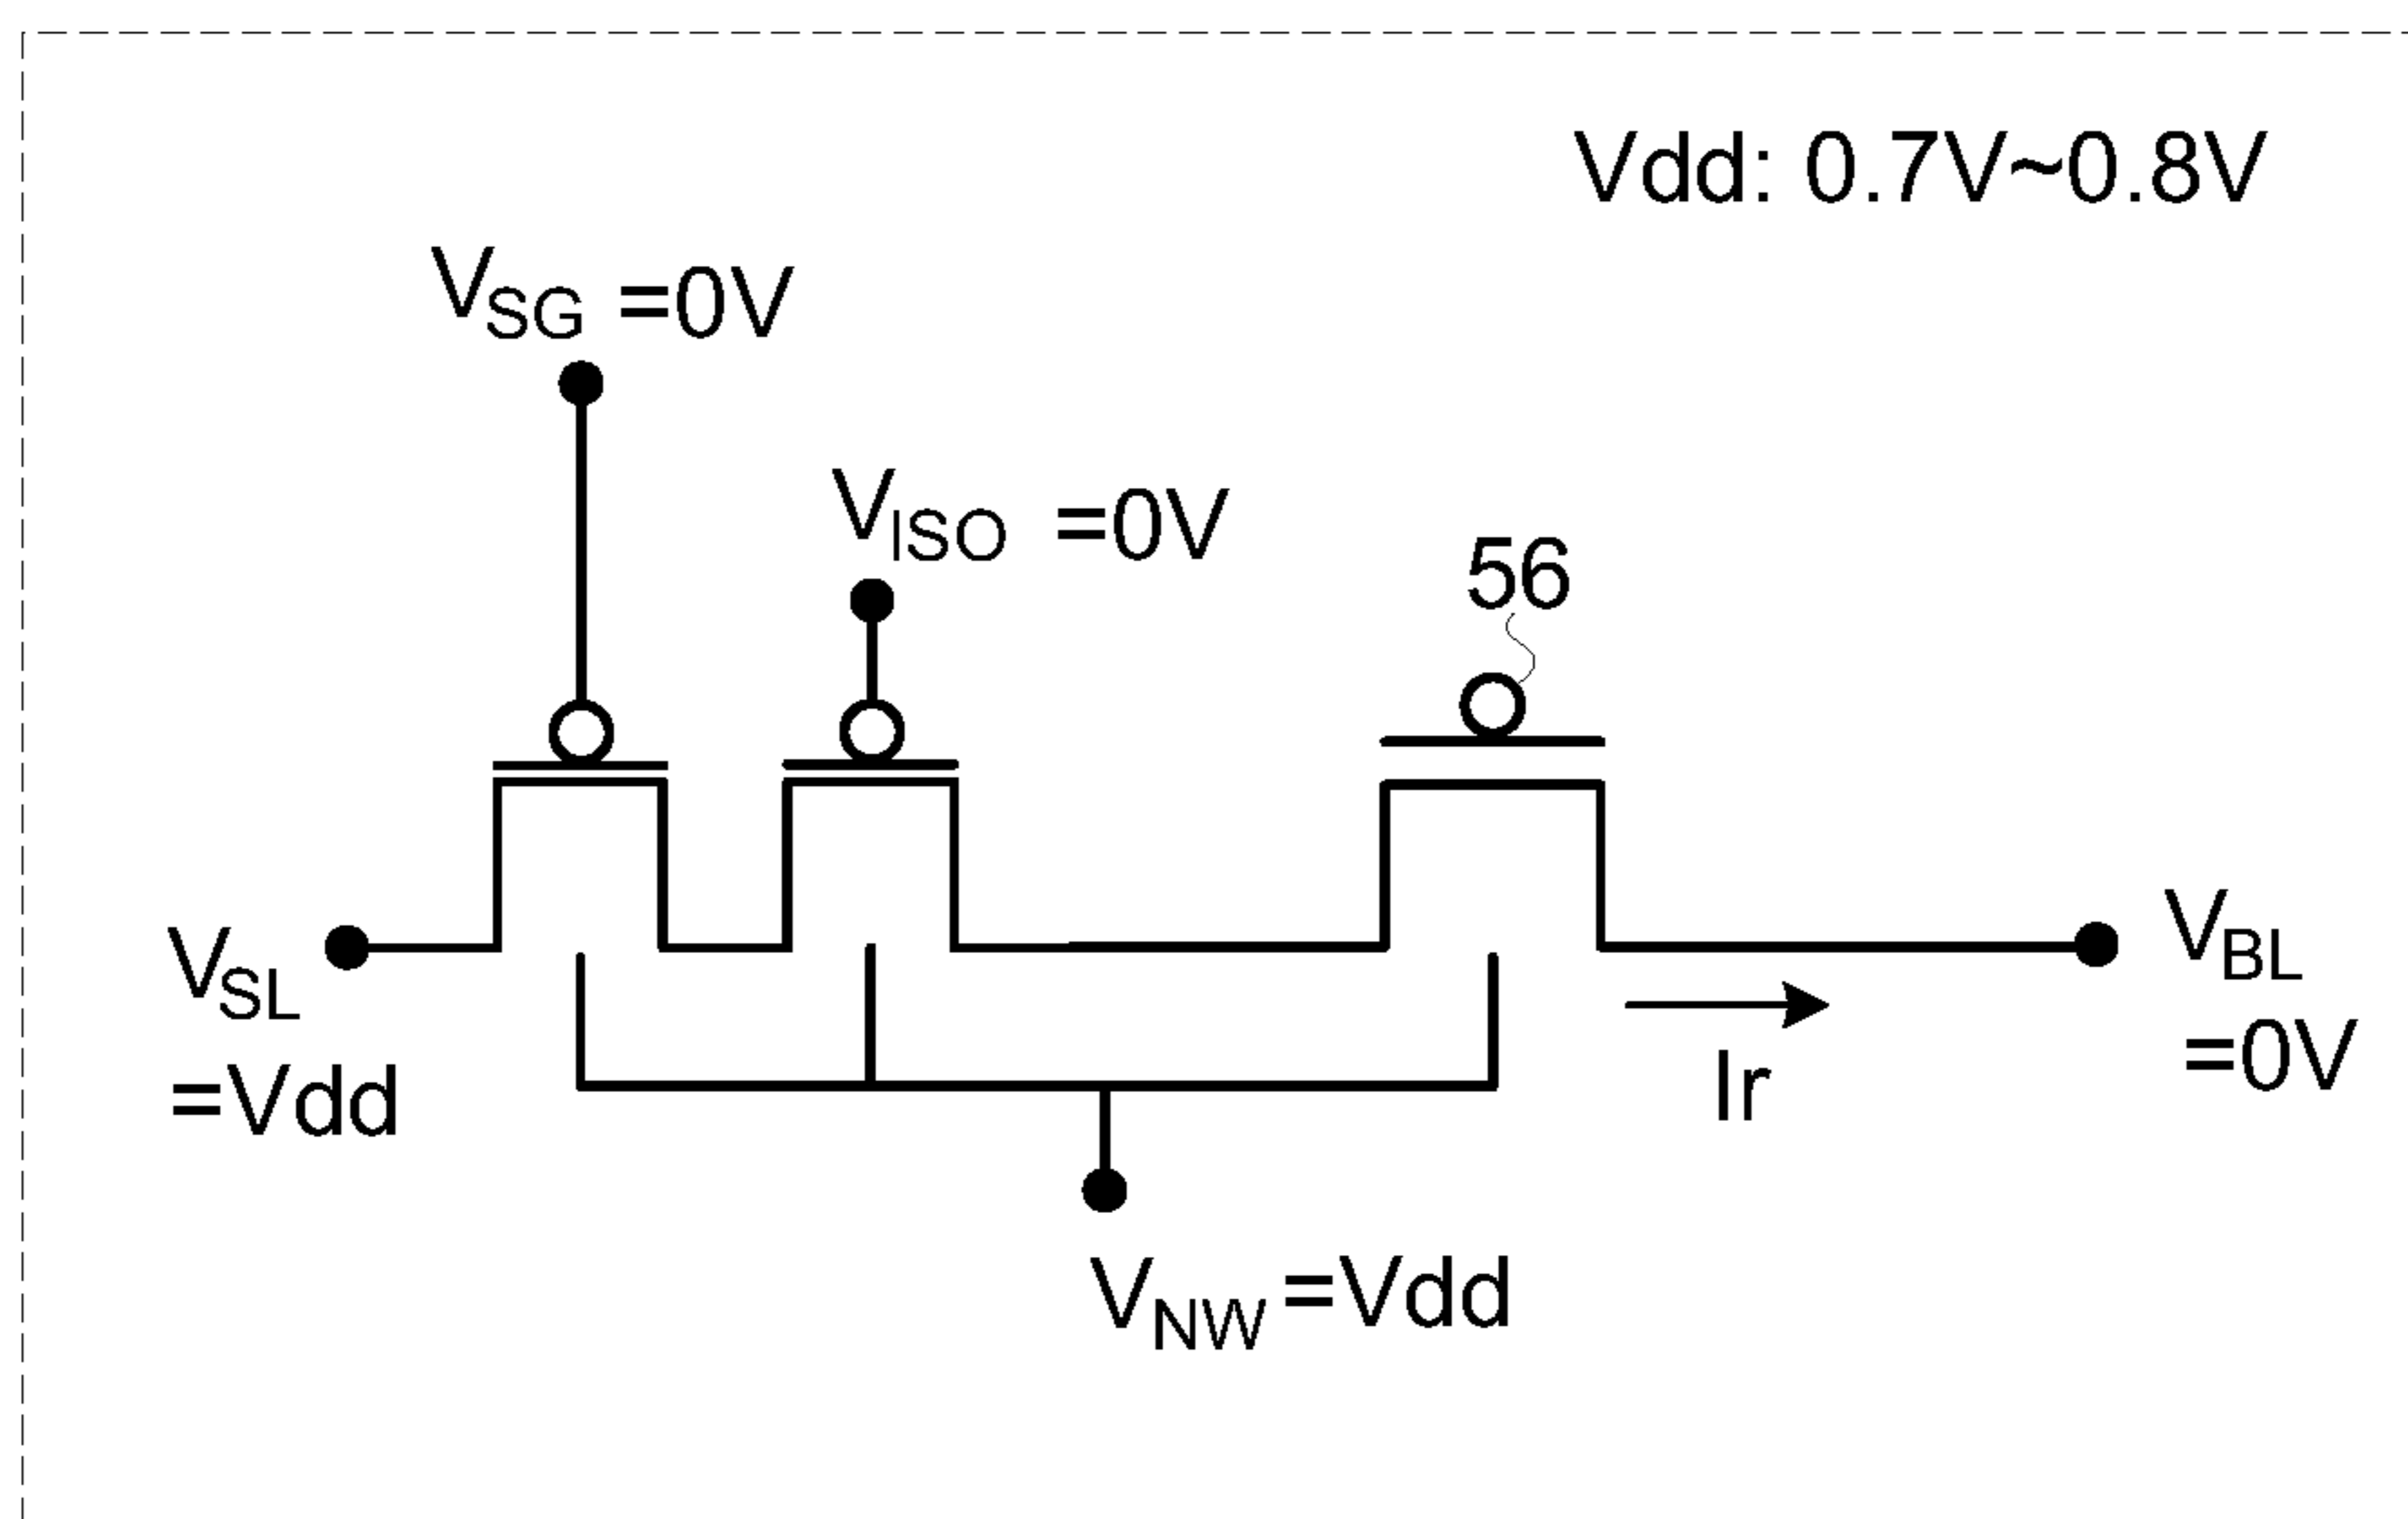 Vdd: 0.7V~0.8V
VSG =0V
VISO =0V
56
VSL
=Vdd
VBL
=0V
Ir
VNW=Vdd